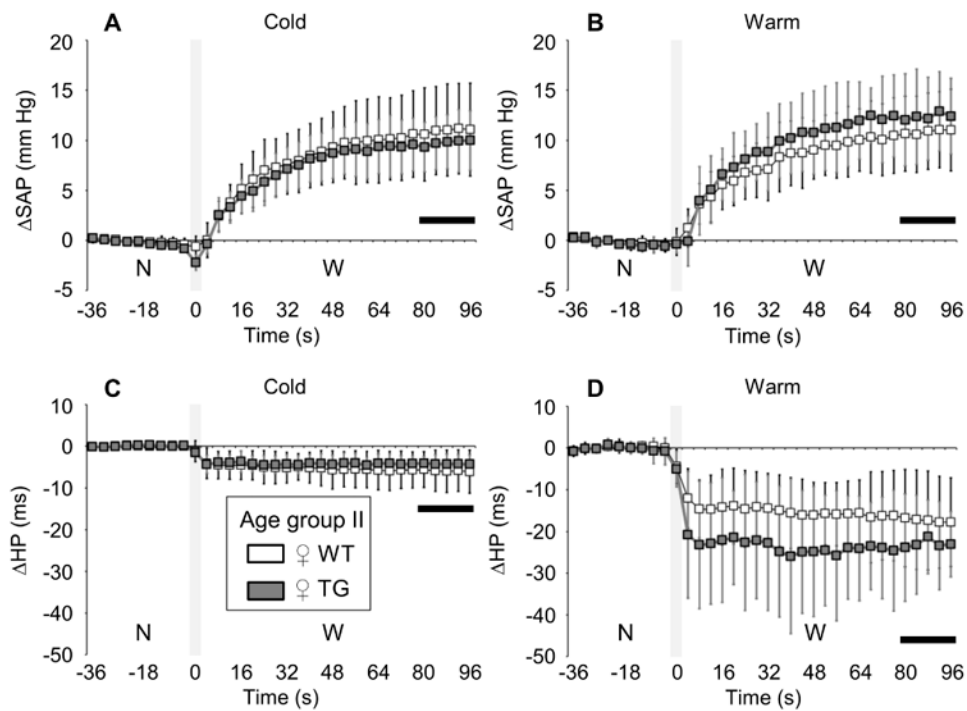 A Cold
20
15
10
5
0
-5
ΔSAP (mm Hg)
N W
-36 -18 0 16 32 48 64 80 96
Time (s)
B Warm
20
15
10
5
0
-5
ΔSAP (mm Hg)
N W
-36 -18 0 16 32 48 64 80 96
Time (s)
C Cold
10
0
-10
-20
-30
-40
-50
ΔHP (ms)
Age group II
♀ WT
♀ TG
N W
-36 -18 0 16 32 48 64 80 96
Time (s)
D Warm
10
0
-10
-20
-30
-40
-50
ΔHP (ms)
N W
-36 -18 0 16 32 48 64 80 96
Time (s)